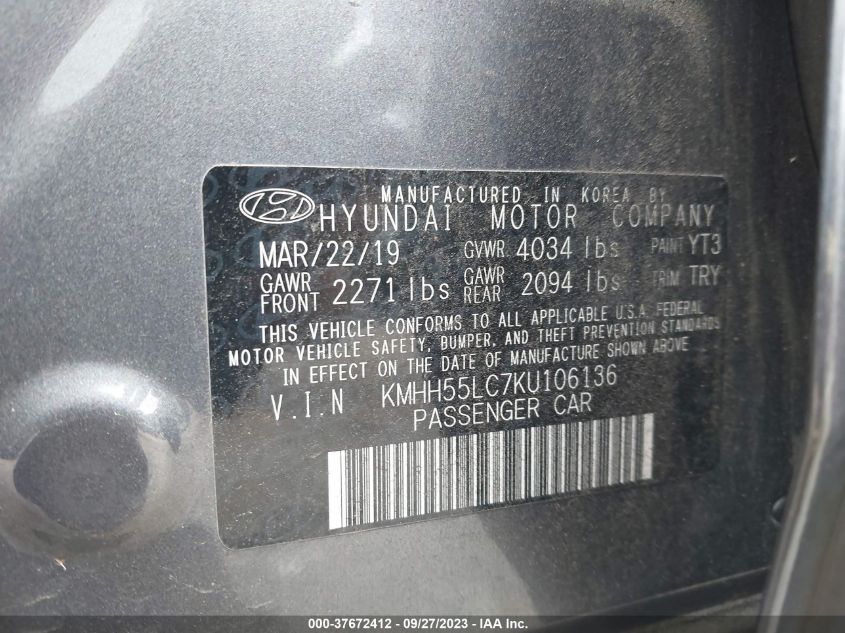 MANUFACTURED IN KOREA BY
HYUNDAI MOTOR COMPANY
MAR/22/19 GVWR 4034 lbs PAINT YT3
GAWR FRONT 2271 lbs GAWR REAR 2094 lbs TRIM TRY
THIS VEHICLE CONFORMS TO ALL APPLICABLE U.S.A. FEDERAL
MOTOR VEHICLE SAFETY, BUMPER, AND THEFT PREVENTION STANDARDS
IN EFFECT ON THE DATE OF MANUFACTURE SHOWN ABOVE
V.I.N KMHH55LC7KU106136
PASSENGER CAR
000-37672412 - 09/27/2023 - IAA Inc.